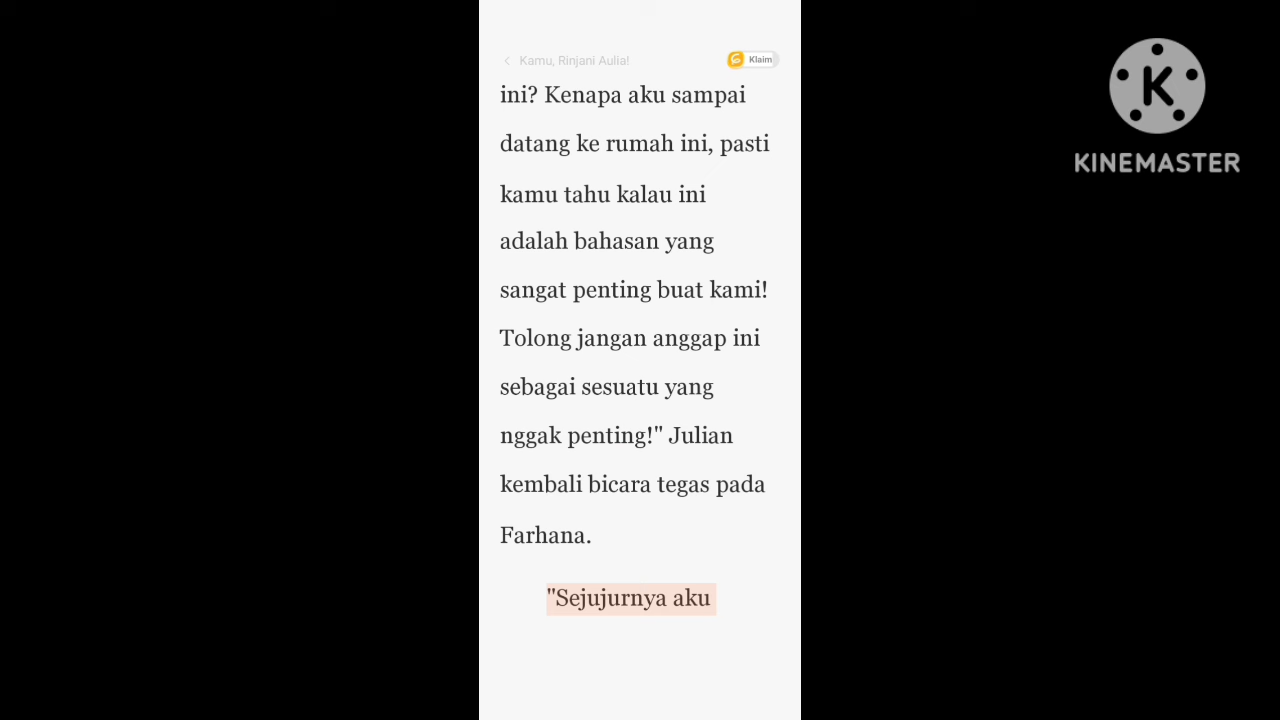 Kamu, Rinjani Aulia!
Klaim
ini? Kenapa aku sampai
datang ke rumah ini, pasti
kamu tahu kalau ini
adalah bahasan yang
sangat penting buat kami!
Tolong jangan anggap ini
sebagai sesuatu yang
nggak penting!" Julian
kembali bicara tegas pada
Farhana.
"Sejujurnya aku
K
KINEMASTER